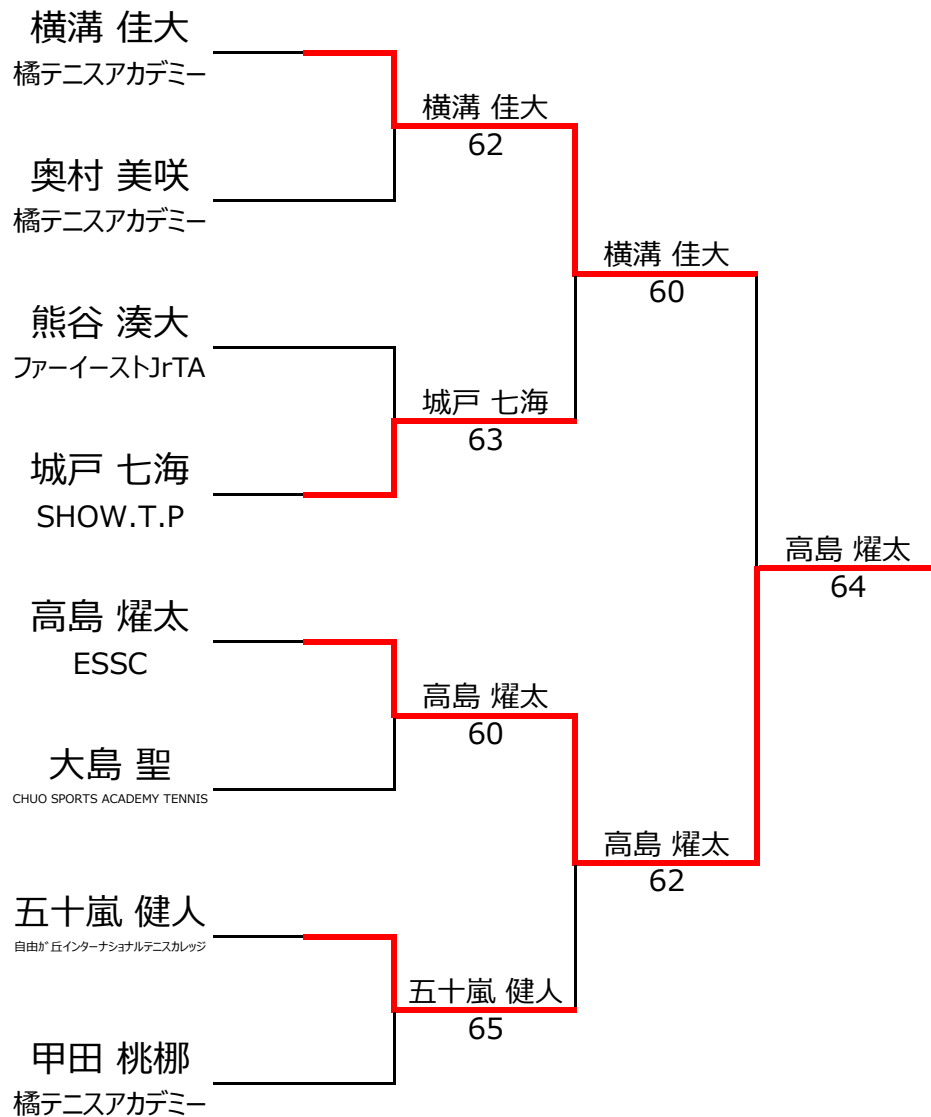 横溝 佳大
橘テニスアカデミー
奥村 美咲
橘テニスアカデミー
熊谷 湊大
ファーイーストJrTA
城戸 七海
SHOW.T.P
高島 燿太
ESSC
大島 聖
CHUO SPORTS ACADEMY TENNIS
五十嵐 健人
自由が丘インターナショナルテニスカレッジ
甲田 桃梛
橘テニスアカデミー
横溝 佳大
62
城戸 七海
63
高島 燿太
60
五十嵐 健人
65
横溝 佳大
60
高島 燿太
62
高島 燿太
64